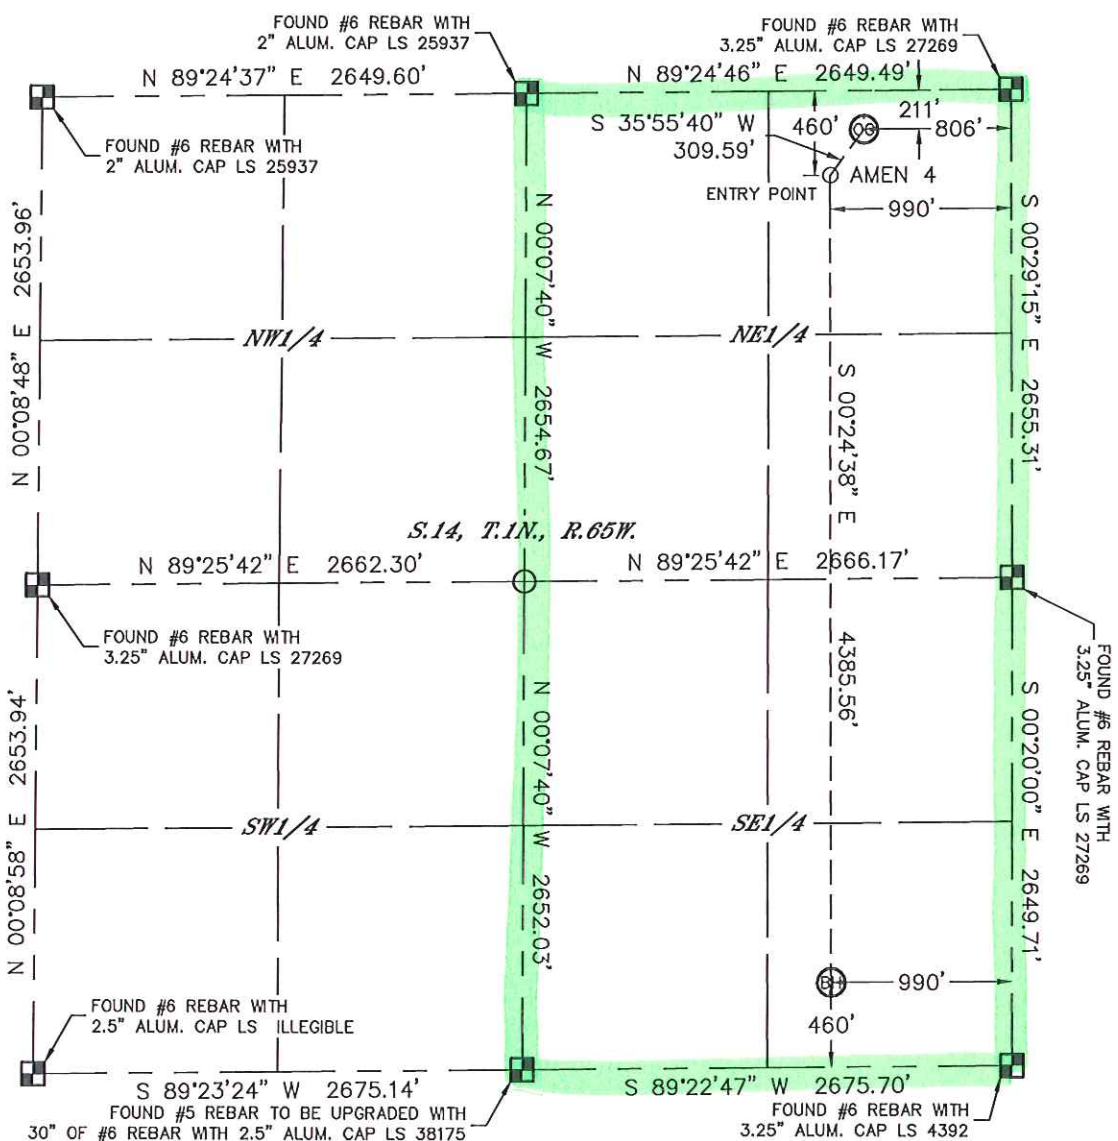 FOUND #6 REBAR WITH
2" ALUM. CAP LS 25937
FOUND #6 REBAR WITH
3.25" ALUM. CAP LS 27269
N 89°24'37" E 2649.60'
N 89°24'46" E 2649.49'
211'
S 35°55'40" W
309.59'
460'
OG
806'
FOUND #6 REBAR WITH
2" ALUM. CAP LS 25937
AMEN 4
ENTRY POINT
990'
N 00°08'48" E 2653.96'
N 00°07'40" W 2654.67'
S 00°29'15" E 2655.31'
NW1/4
NE1/4
S 00°24'38" E 4385.56'
S.14, T.1N., R.65W.
N 89°25'42" E 2662.30'
N 89°25'42" E 2666.17'
FOUND #6 REBAR WITH
3.25" ALUM. CAP LS 27269
FOUND #6 REBAR WITH
3.25" ALUM. CAP LS 27269
N 00°08'58" E 2653.94'
N 00°07'40" W 2652.03'
S 00°20'00" E 2649.71'
SW1/4
SE1/4
BH
990'
460'
FOUND #6 REBAR WITH
2.5" ALUM. CAP LS ILLEGIBLE
S 89°23'24" W 2675.14'
S 89°22'47" W 2675.70'
FOUND #5 REBAR TO BE UPGRADED WITH
30" OF #6 REBAR WITH 2.5" ALUM. CAP LS 38175
FOUND #6 REBAR WITH
3.25" ALUM. CAP LS 4392